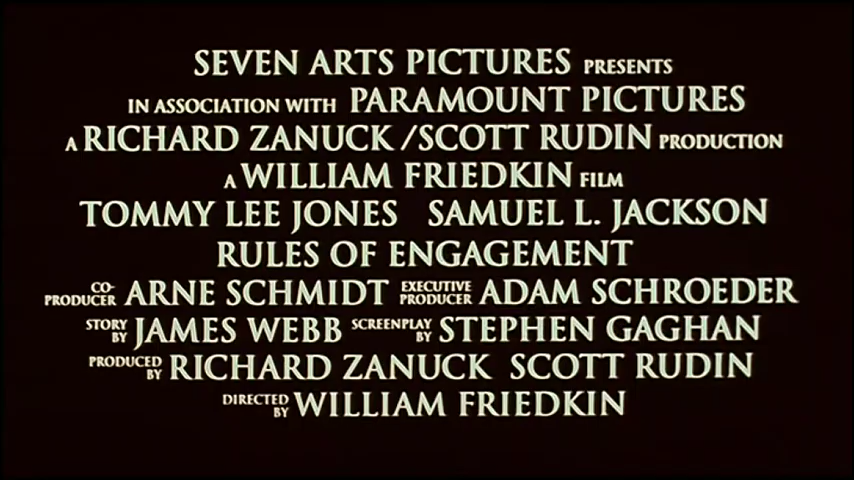 SEVEN ARTS PICTURES PRESENTS
IN ASSOCIATION WITH PARAMOUNT PICTURES
A RICHARD ZANUCK / SCOTT RUDIN PRODUCTION
A WILLIAM FRIEDKIN FILM
TOMMY LEE JONES SAMUEL L. JACKSON
RULES OF ENGAGEMENT
CO-PRODUCER ARNE SCHMIDT EXECUTIVE PRODUCER ADAM SCHROEDER
STORY BY JAMES WEBB SCREENPLAY BY STEPHEN GAGHAN
PRODUCED BY RICHARD ZANUCK SCOTT RUDIN
DIRECTED BY WILLIAM FRIEDKIN